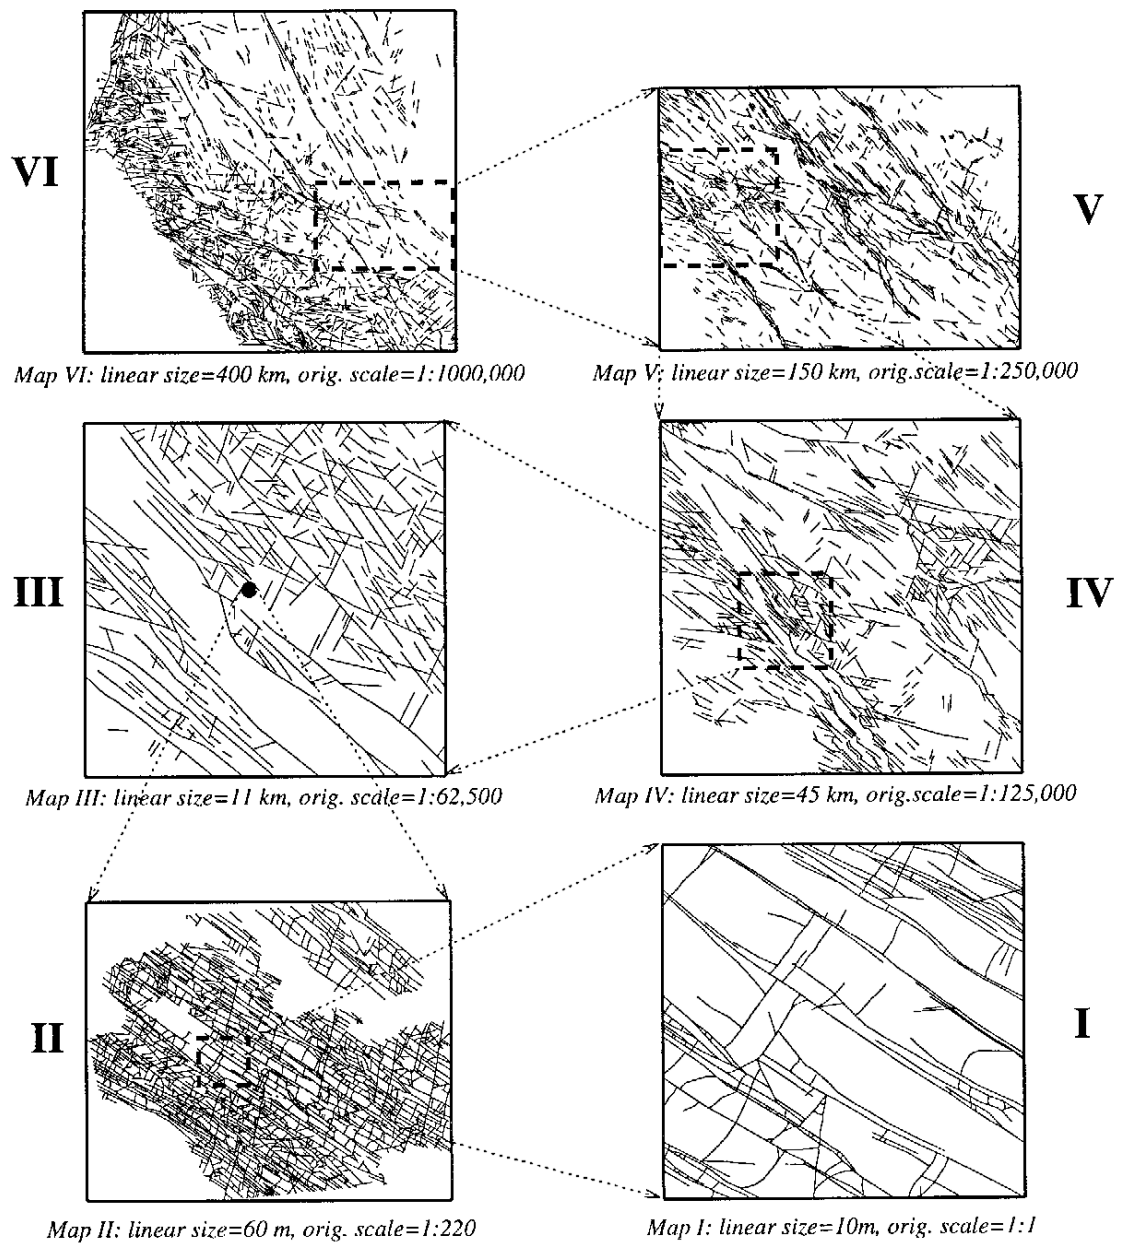 VI
V
Map VI: linear size=400 km, orig. scale=1:1000,000
Map V: linear size=150 km, orig.scale=1:250,000
III
IV
Map III: linear size=11 km, orig. scale=1:62,500
Map IV: linear size=45 km, orig.scale=1:125,000
II
I
Map II: linear size=60 m, orig. scale=1:220
Map I: linear size=10m, orig. scale=1:1